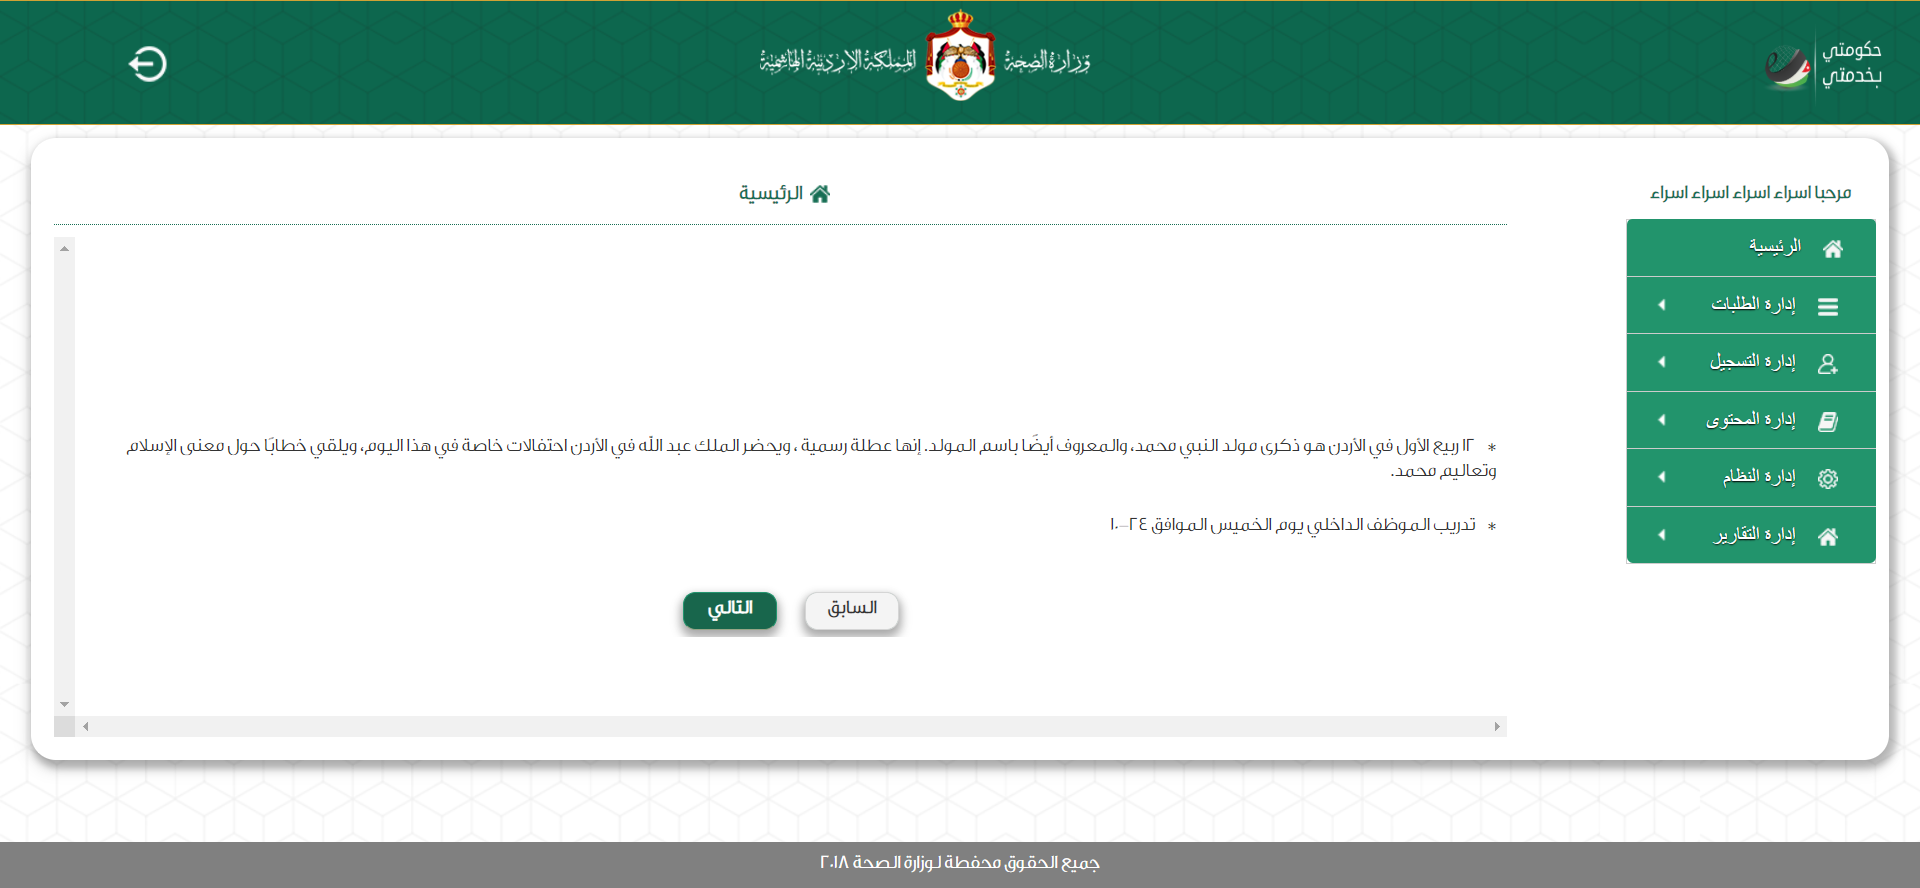 حكومتي
بخدمتي
وزارة الصحة
المملكة الاردنية الهاشمية
مرحبا اسراء اسراء اسراء اسراء
الرئيسية
إدارة الطلبات
إدارة التسجيل
إدارة المحتوى
إدارة النظام
إدارة التقارير
الرئيسية
* ١٢ ربيع الأول في الأردن هو ذكرى مولد النبي محمد، والمعروف أيضًا باسم المولد. إنها عطلة رسمية ، ويحضر الملك عبد الله في الأردن احتفالات خاصة في هذا اليوم، ويلقي خطابًا حول معنى الإسلام
وتعاليم محمد.
* تدريب الموظف الداخلي يوم الخميس الموافق ٢٤-١٠
السابق
التالي
جميع الحقوق محفظة لوزارة الصحة ٢٠١٨